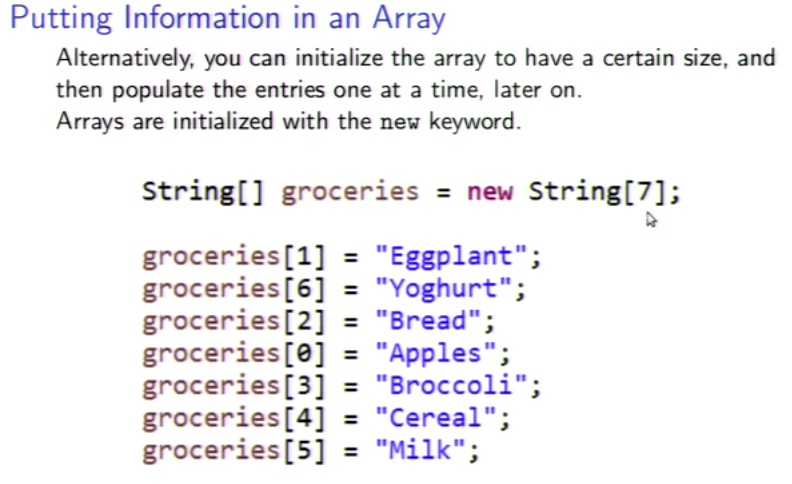 Putting Information in an Array
Alternatively, you can initialize the array to have a certain size, and
then populate the entries one at a time, later on.
Arrays are initialized with the new keyword.
String[] groceries = new String[7];
groceries[1] = "Eggplant";
groceries[6] = "Yoghurt";
groceries[2] = "Bread";
groceries[0] = "Apples";
groceries[3] = "Broccoli";
groceries[4] = "Cereal";
groceries[5] = "Milk";